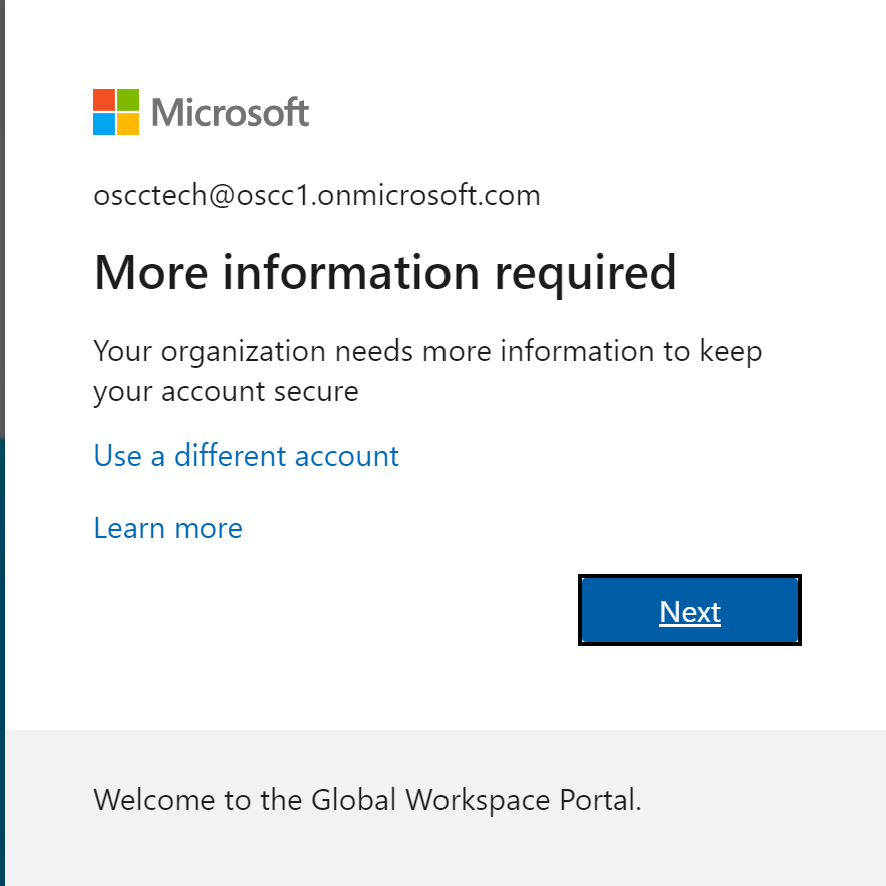 Microsoft
oscctech@oscc1.onmicrosoft.com
More information required
Your organization needs more information to keep
your account secure
Use a different account
Learn more
Next
Welcome to the Global Workspace Portal.